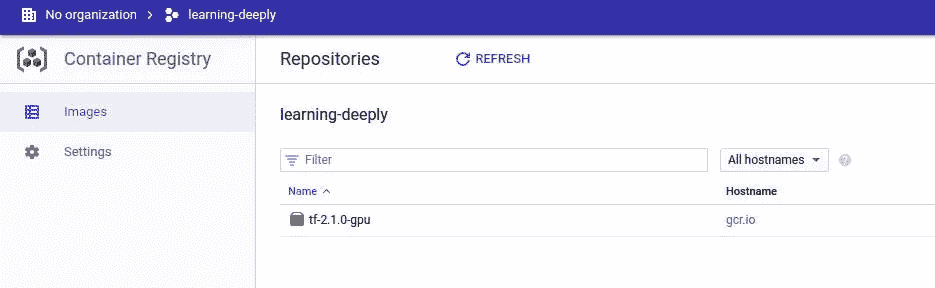 No organization > learning-deeply
Container Registry
Repositories
REFRESH
Images
Settings
learning-deeply
Filter
All hostnames
?
Name
Hostname
tf-2.1.0-gpu
gcr.io